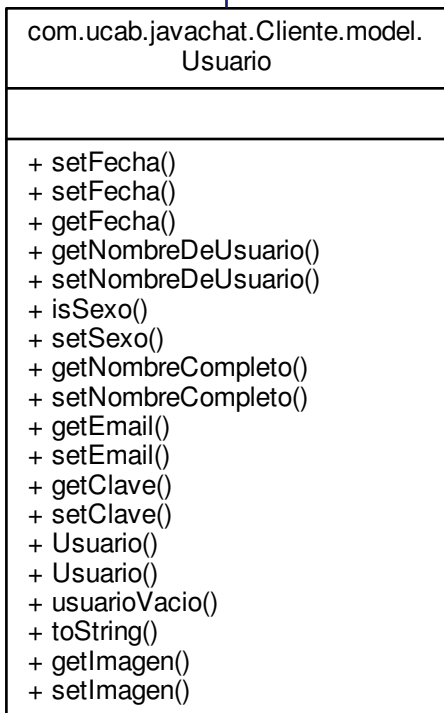 com.ucab.javachat.Cliente.model.
Usuario
+ setFecha()
+ setFecha()
+ getFecha()
+ getNombreDeUsuario()
+ setNombreDeUsuario()
+ isSexo()
+ setSexo()
+ getNombreCompleto()
+ setNombreCompleto()
+ getEmail()
+ setEmail()
+ getClave()
+ setClave()
+ Usuario()
+ Usuario()
+ usuarioVacio()
+ toString()
+ getImagen()
+ setImagen()